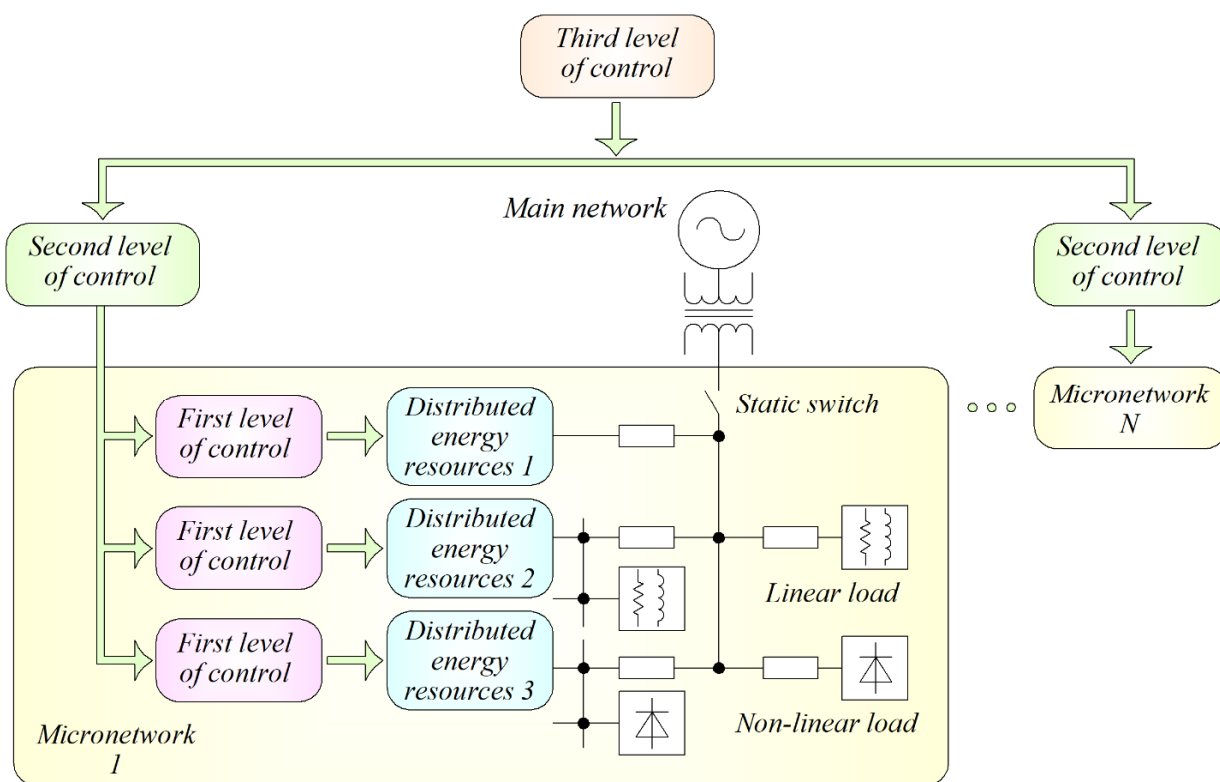 Third level
of control
Main network
Second level
of control
Second level
of control
First level
of control
Distributed
energy
resources 1
Static switch
Micronetwork
N
First level
of control
Distributed
energy
resources 2
Linear load
First level
of control
Distributed
energy
resources 3
Non-linear load
Micronetwork
1